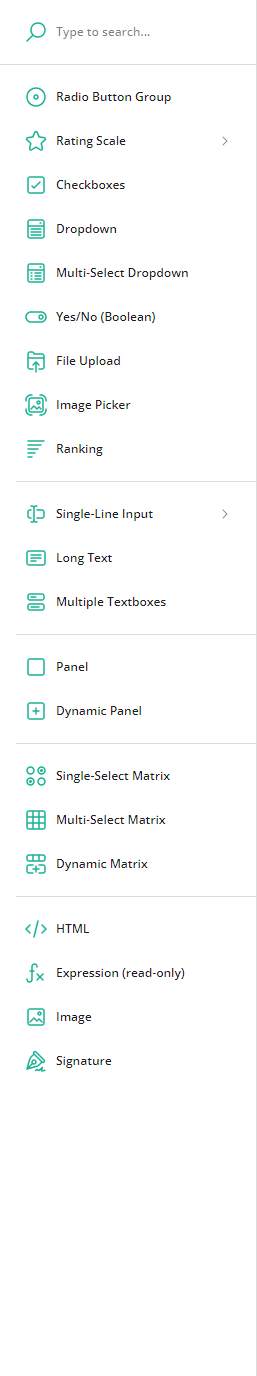 Type to search...
Radio Button Group
Rating Scale
Checkboxes
Dropdown
Multi-Select Dropdown
Yes/No (Boolean)
File Upload
Image Picker
Ranking
Single-Line Input
Long Text
Multiple Textboxes
Panel
Dynamic Panel
Single-Select Matrix
Multi-Select Matrix
Dynamic Matrix
HTML
Expression (read-only)
Image
Signature